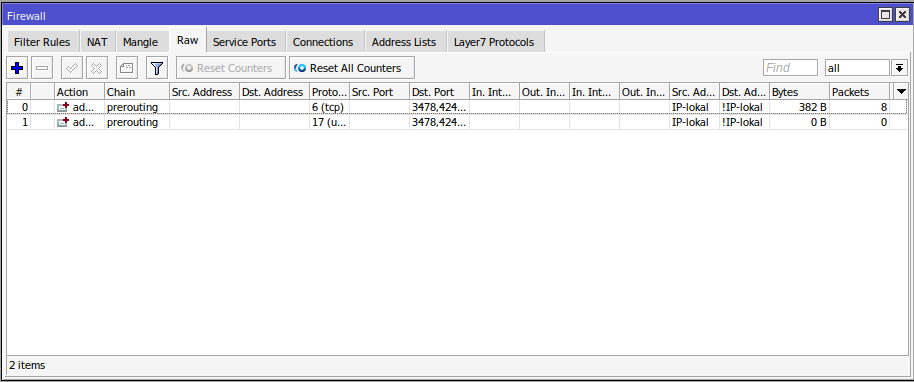 Firewall
Filter Rules NAT Mangle Raw Service Ports Connections Address Lists Layer7 Protocols
Reset Counters Reset All Counters Find all
# Action Chain Src. Address Dst. Address Proto... Src. Port Dst. Port In. Int... Out. In... In. Int... Out. In... Src. Ad... Dst. Ad... Bytes Packets
0 ad... prerouting 6 (tcp) 3478,424... IP-lokal !IP-lokal 382 B 8
1 ad... prerouting 17 (u... 3478,424... IP-lokal !IP-lokal 0 B 0
2 items